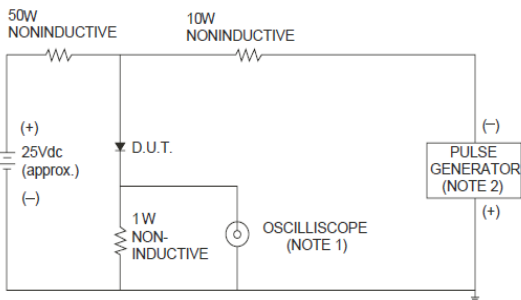 50W
NONINDUCTIVE
10W
NONINDUCTIVE
(+)
25Vdc
(approx.)
(–)
D.U.T.
1W
NON-
INDUCTIVE
OSCILLISCOPE
(NOTE 1)
(–)
PULSE
GENERATOR
(NOTE 2)
(+)